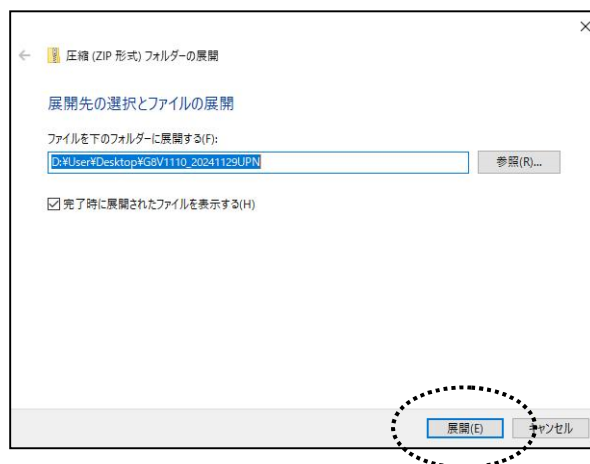 圧縮 (ZIP 形式) フォルダーの展開
展開先の選択とファイルの展開
ファイルを下のフォルダーに展開する(F):
D:¥User¥Desktop¥G8V1110_20241129UPN
参照(R)...
完了時に展開されたファイルを表示する(H)
展開(E)
キャンセル